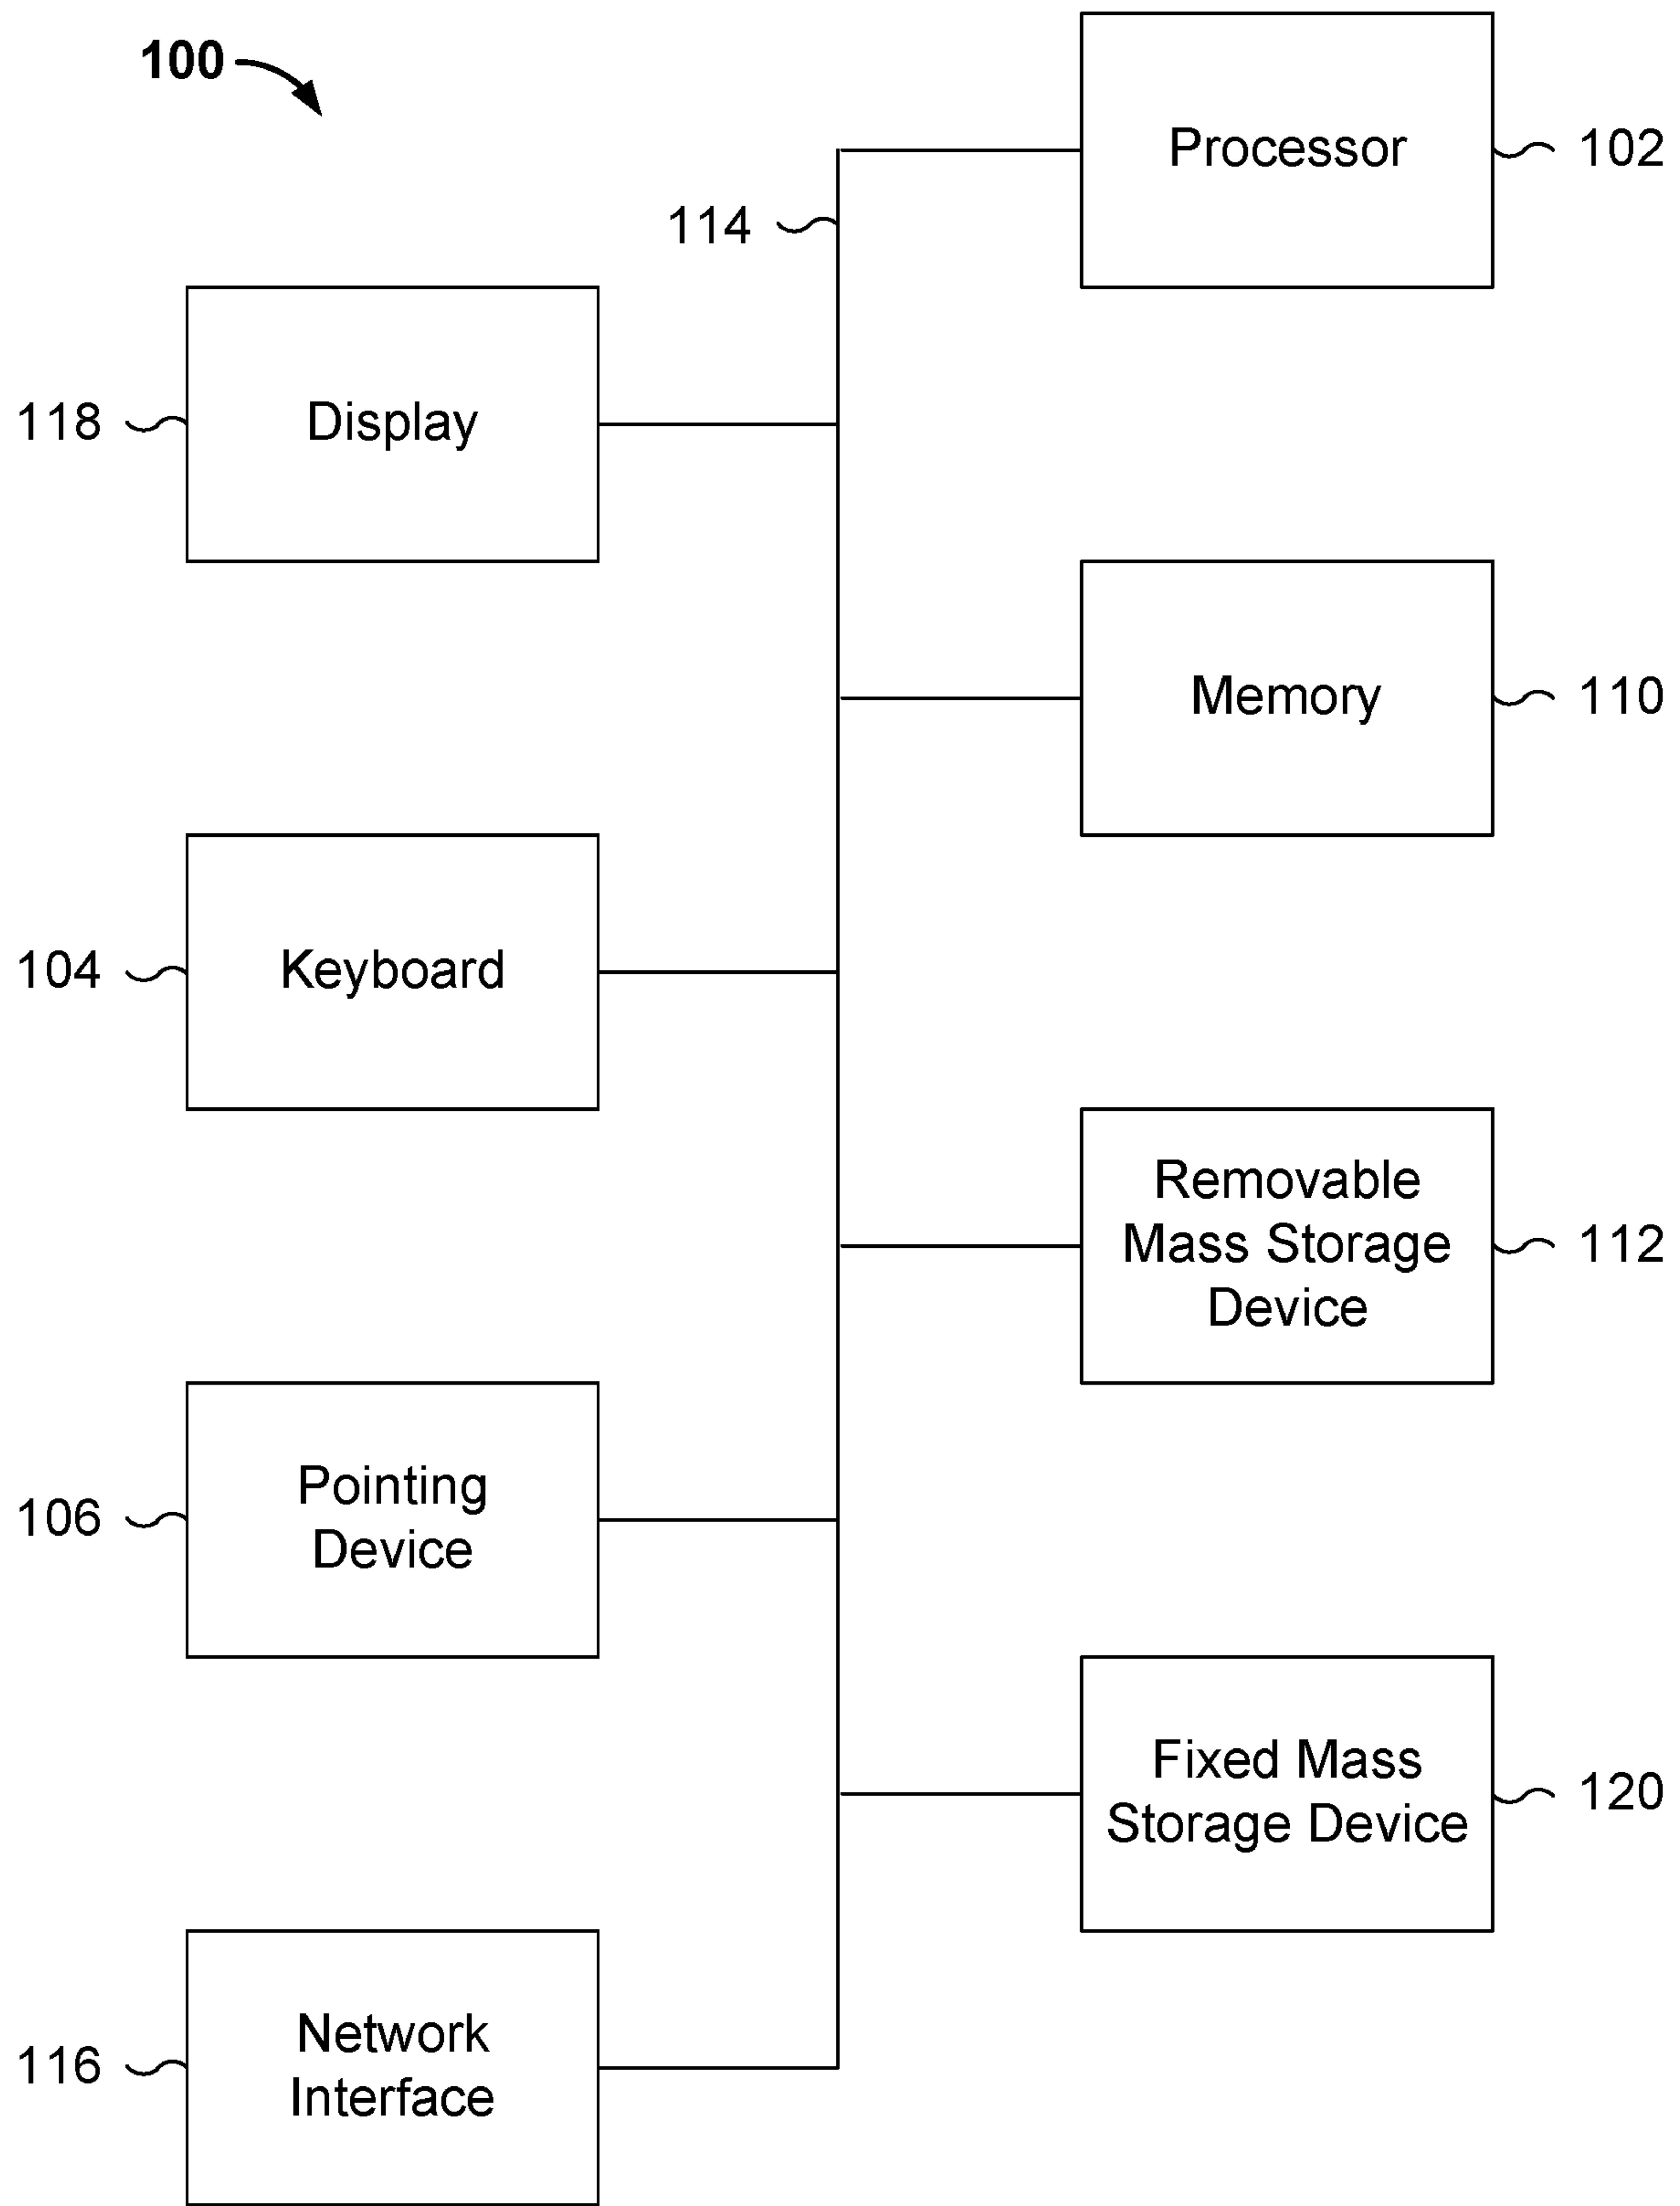 100
Processor
102
114
118
Display
Memory
110
104
Keyboard
Removable
Mass Storage
Device
112
106
Pointing
Device
Fixed Mass
Storage Device
120
116
Network
Interface